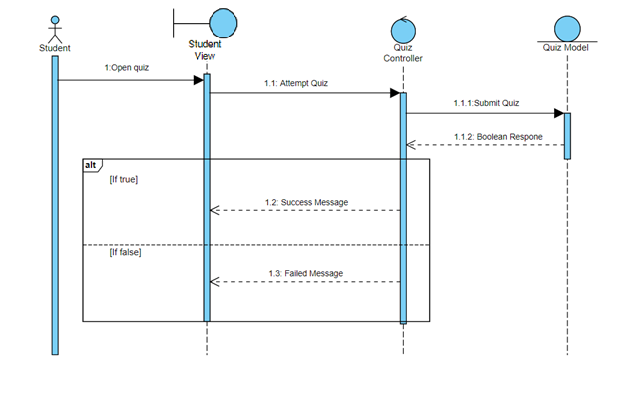 Student
Student
View
Quiz
Controller
Quiz Model
1:Open quiz
1.1: Attempt Quiz
1.1.1:Submit Quiz
1.1.2: Boolean Respone
alt
[If true]
1.2: Success Message
[If false]
1.3: Failed Message